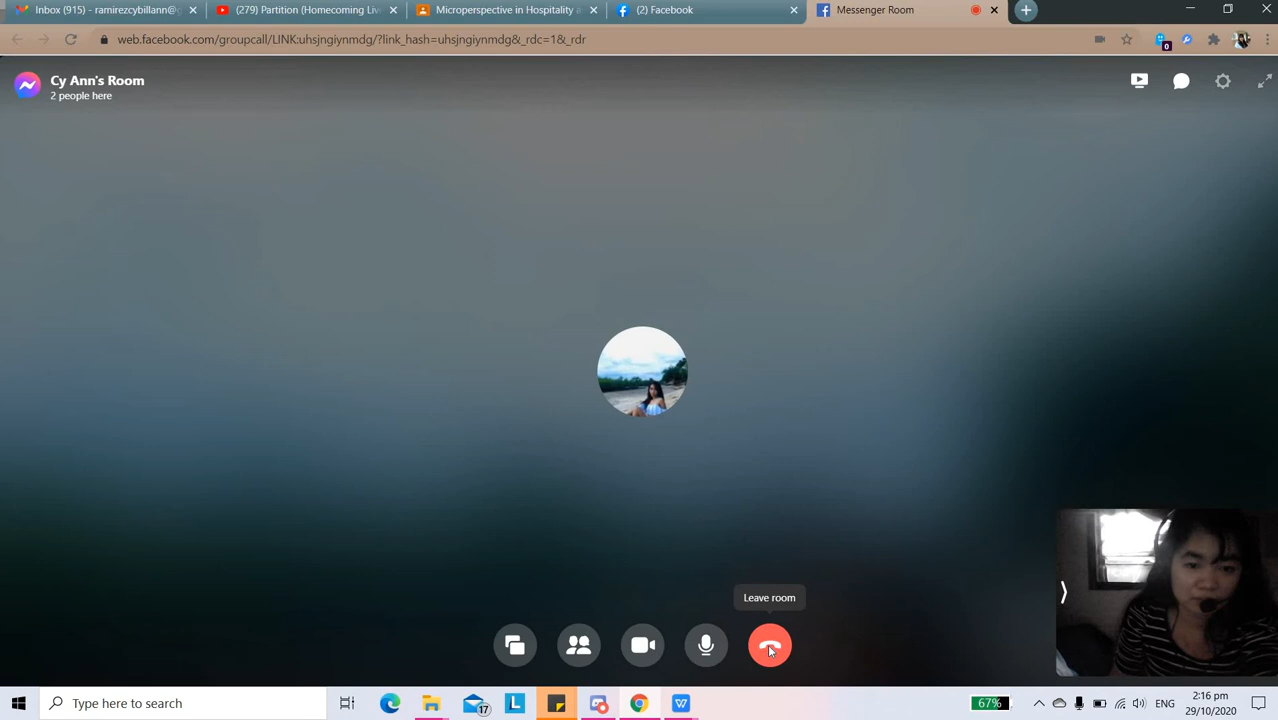 Inbox (915) - ramirezcybillann@g
(279) Partition (Homecoming Live
Microperspective in Hospitality a
(2) Facebook
Messenger Room
web.facebook.com/groupcall/LINK:uhsjngiynmdg/?link_hash=uhsjngiynmdg&_rdc=1&_rdr
0
Cy Ann's Room
2 people here
Leave room
Type here to search
17
L
W
67%
ENG
2:16 pm
29/10/2020